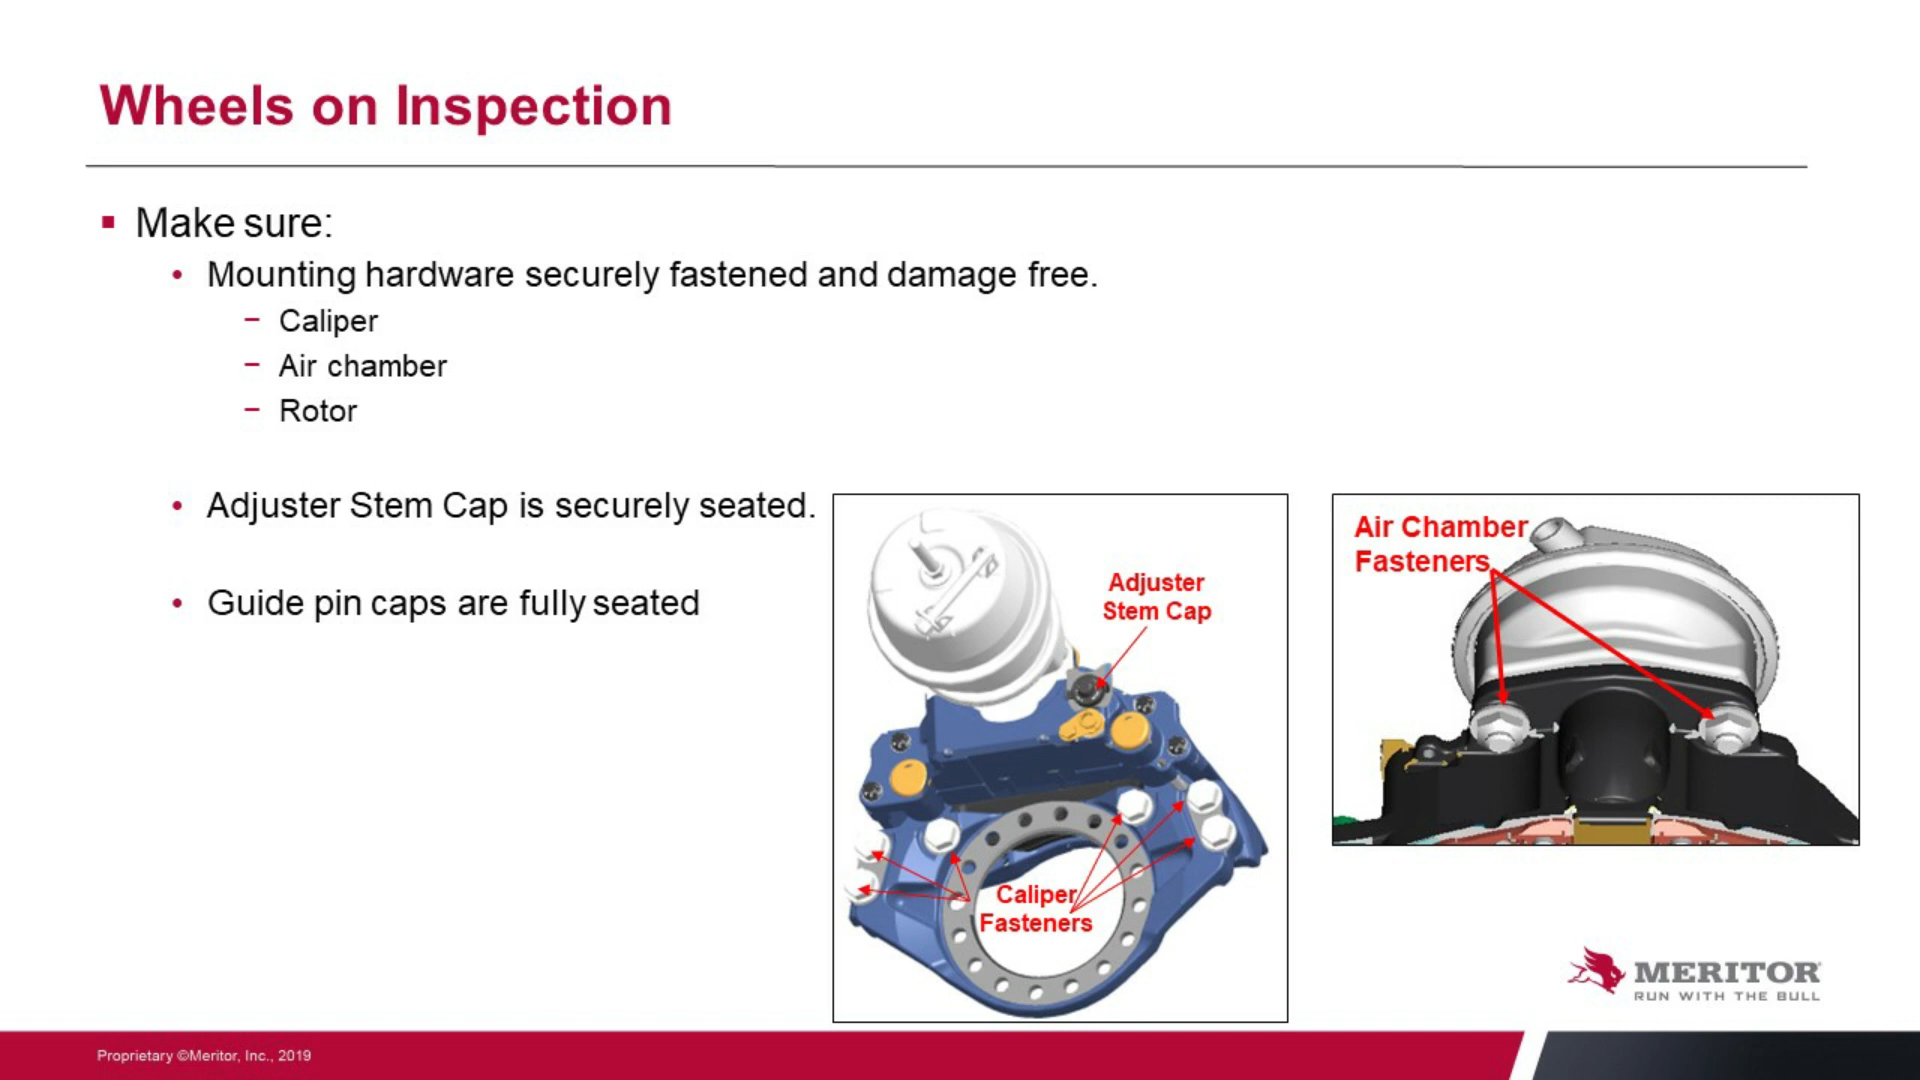 Wheels on Inspection
▪ Make sure:
• Mounting hardware securely fastened and damage free.
− Caliper
− Air chamber
− Rotor
• Adjuster Stem Cap is securely seated.
• Guide pin caps are fully seated
Adjuster
Stem Cap
Caliper
Fasteners
Air Chamber
Fasteners
MERITOR
RUN WITH THE BULL
Proprietary ©Meritor, Inc., 2019